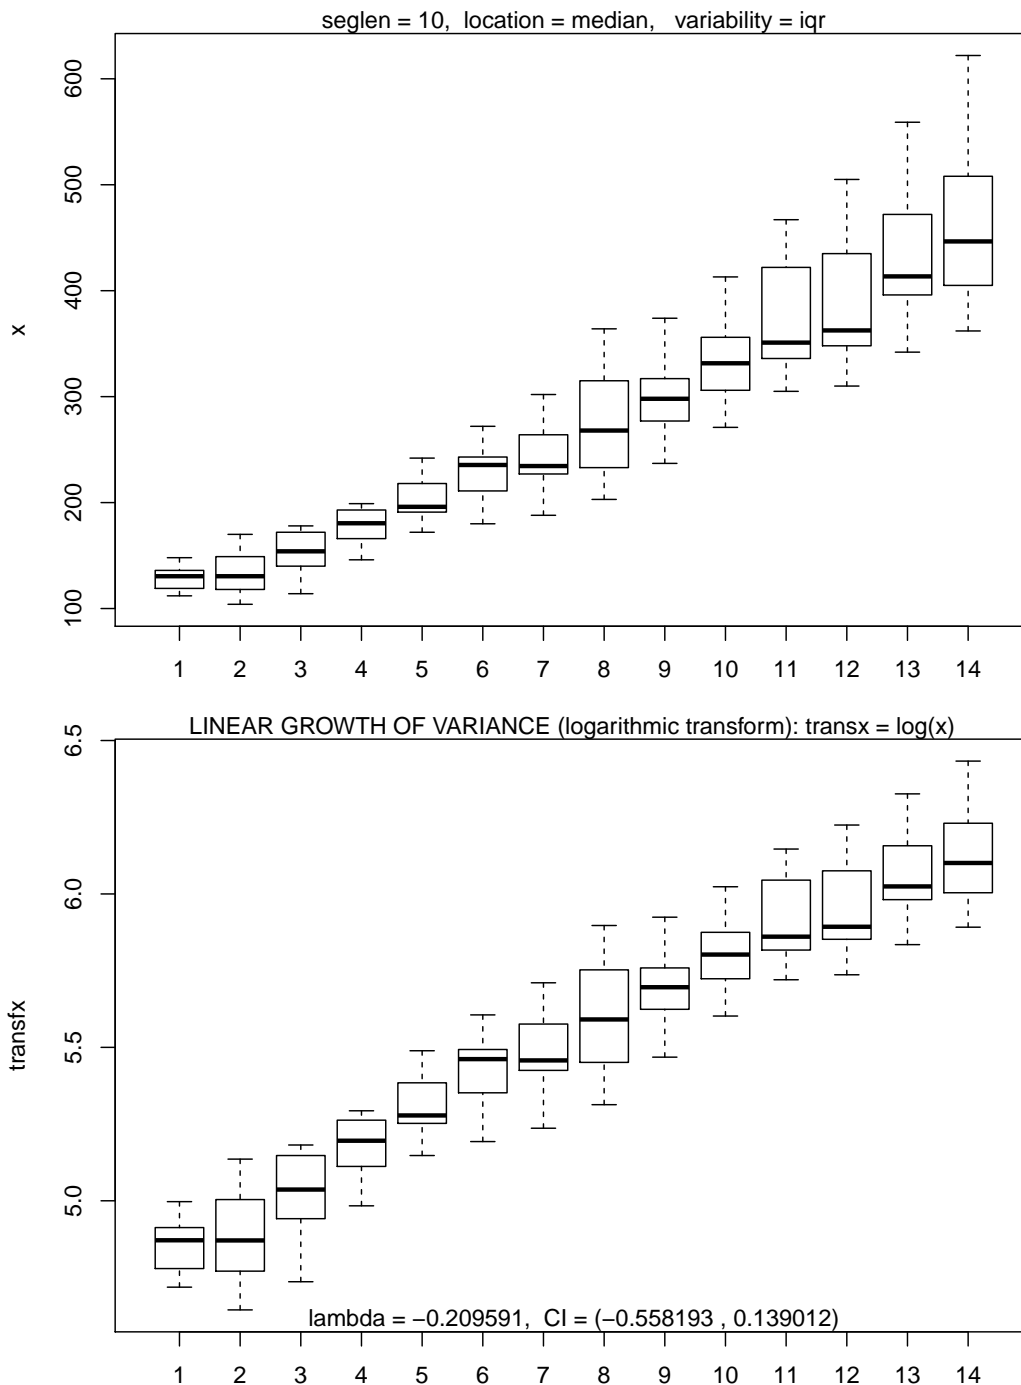 seglen = 10, location = median, variability = iqr
600
500
400
300
200
100
x
1 2 3 4 5 6 7 8 9 10 11 12 13 14
LINEAR GROWTH OF VARIANCE (logarithmic transform): transx = log(x)
6.5
6.0
5.5
5.0
transfx
lambda = −0.209591, CI = (−0.558193 , 0.139012)
1 2 3 4 5 6 7 8 9 10 11 12 13 14